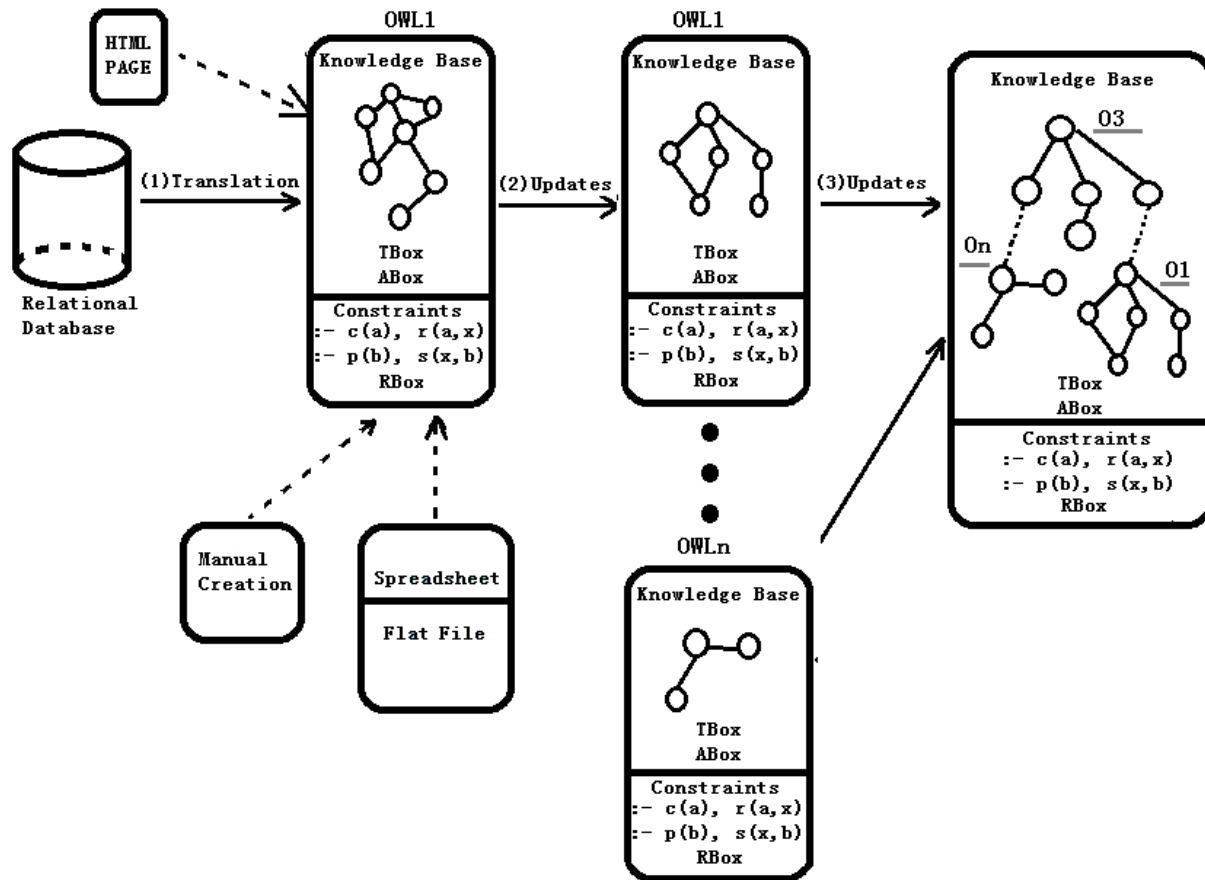 HTML
PAGE
Relational
Database
(1)Translation
OWL1
Knowledge Base
TBox
ABox
Constraints
:- c(a), r(a,x)
:- p(b), s(x,b)
RBox
Manual
Creation
Spreadsheet
Flat File
(2)Updates
OWL1
Knowledge Base
TBox
ABox
Constraints
:- c(a), r(a,x)
:- p(b), s(x,b)
RBox
OWLn
Knowledge Base
TBox
ABox
Constraints
:- c(a), r(a,x)
:- p(b), s(x,b)
RBox
(3)Updates
Knowledge Base
O3
On
O1
TBox
ABox
Constraints
:- c(a), r(a,x)
:- p(b), s(x,b)
RBox